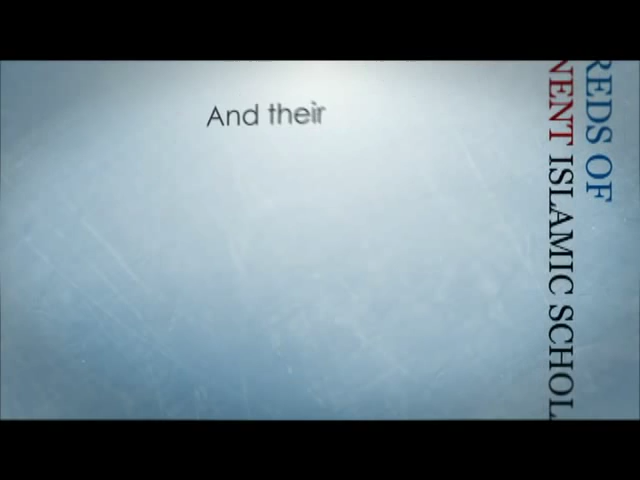 And their
REDS OF
NENT ISLAMIC SCHOL